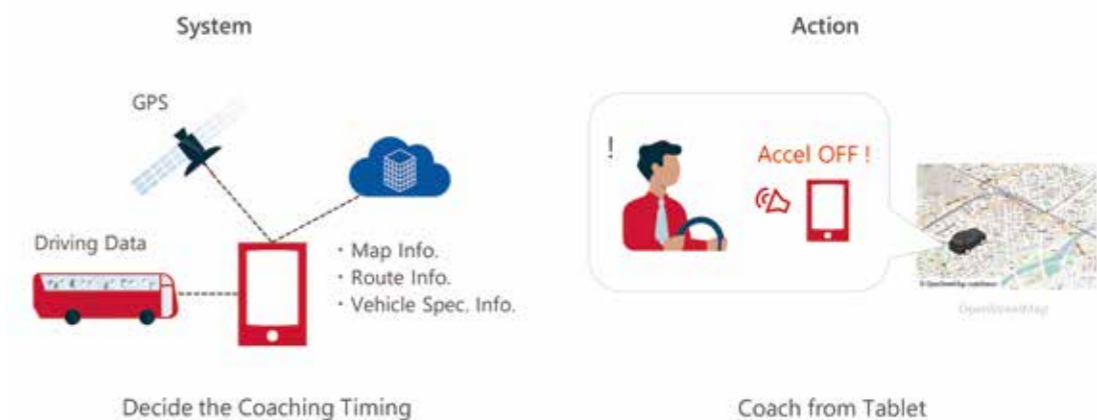 System
GPS
Driving Data
・Map Info.
・Route Info.
・Vehicle Spec. Info.
Decide the Coaching Timing
Action
!
Accel OFF !
OpenStreetMap
Coach from Tablet